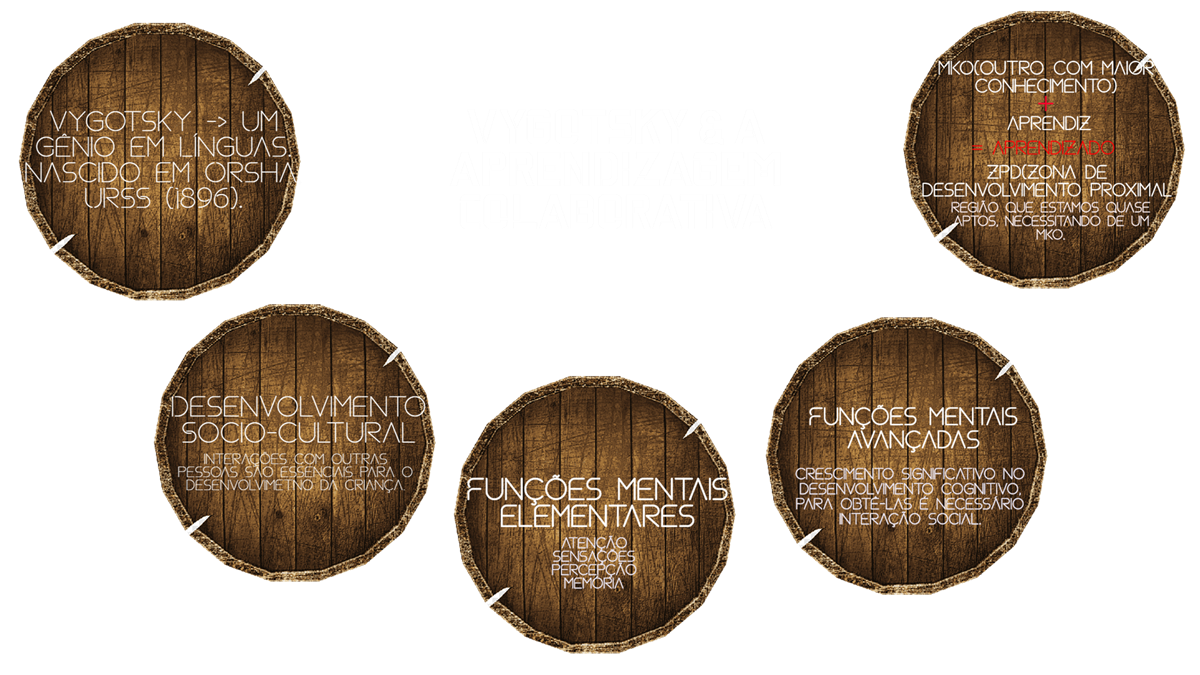 VYGOTSKY -> UM
GÊNIO EM LÍNGUAS,
NASCIDO EM ORSHA
URSS (1896).
DESENVOLVIMENTO
SOCIO-CULTURAL
INTERAÇÕES COM OUTRAS
PESSOAS SÃO ESSENCIAIS PARA O
DESENVOLVIMETNO DA CRIANÇA.
FUNÇÕES MENTAIS
ELEMENTARES
ATENÇÃO
SENSAÇÕES
PERCEPÇÃO
MEMÓRIA
FUNÇÕES MENTAIS
AVANÇADAS
CRESCIMENTO SIGNIFICATIVO NO
DESENVOLVIMENTO COGNITIVO,
PARA OBTÊ-LAS É NECESSÁRIO
INTERAÇÃO SOCIAL.
MKO(OUTRO COM MAIOR
CONHECIMENTO)
+
APRENDIZ
= APRENDIZADO
ZPD(ZONA DE
DESENVOLVIMENTO PROXIMAL
REGIÃO QUE ESTAMOS QUASE
APTOS, NECESSITANDO DE UM
MKO.